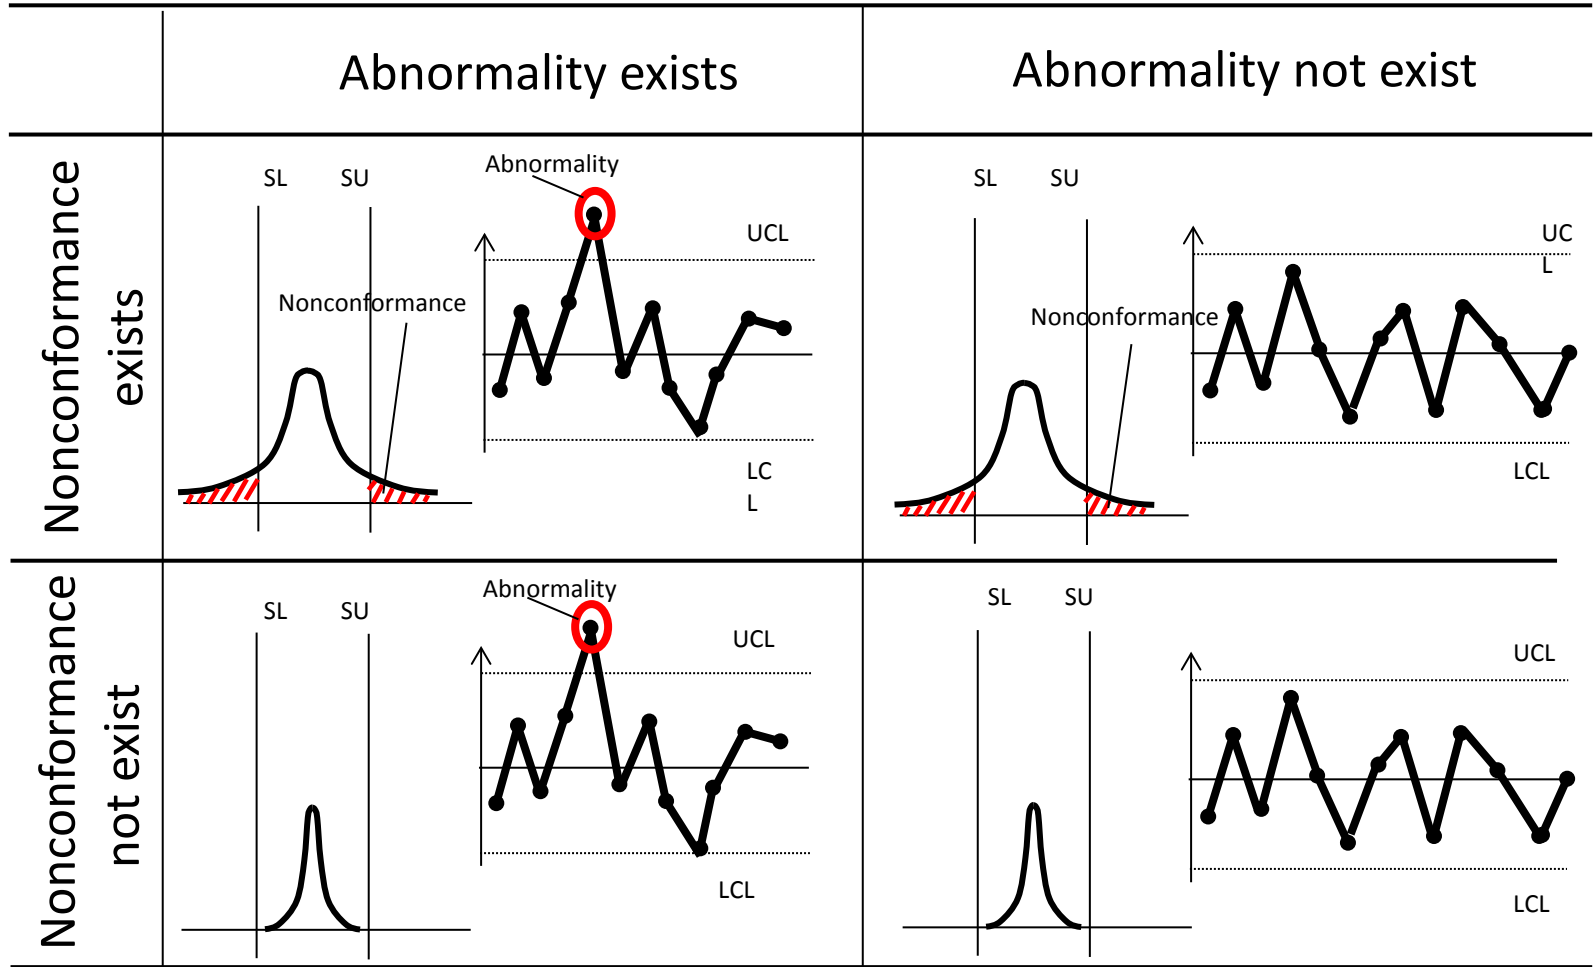 Abnormality exists
Abnormality not exist
Nonconformance
exists
SL
SU
Abnormality
UCL
Nonconformance
LC
L
SL
SU
UC
L
Nonconformance
LCL
Nonconformance
not exist
SL
SU
Abnormality
UCL
LCL
SL
SU
UCL
LCL